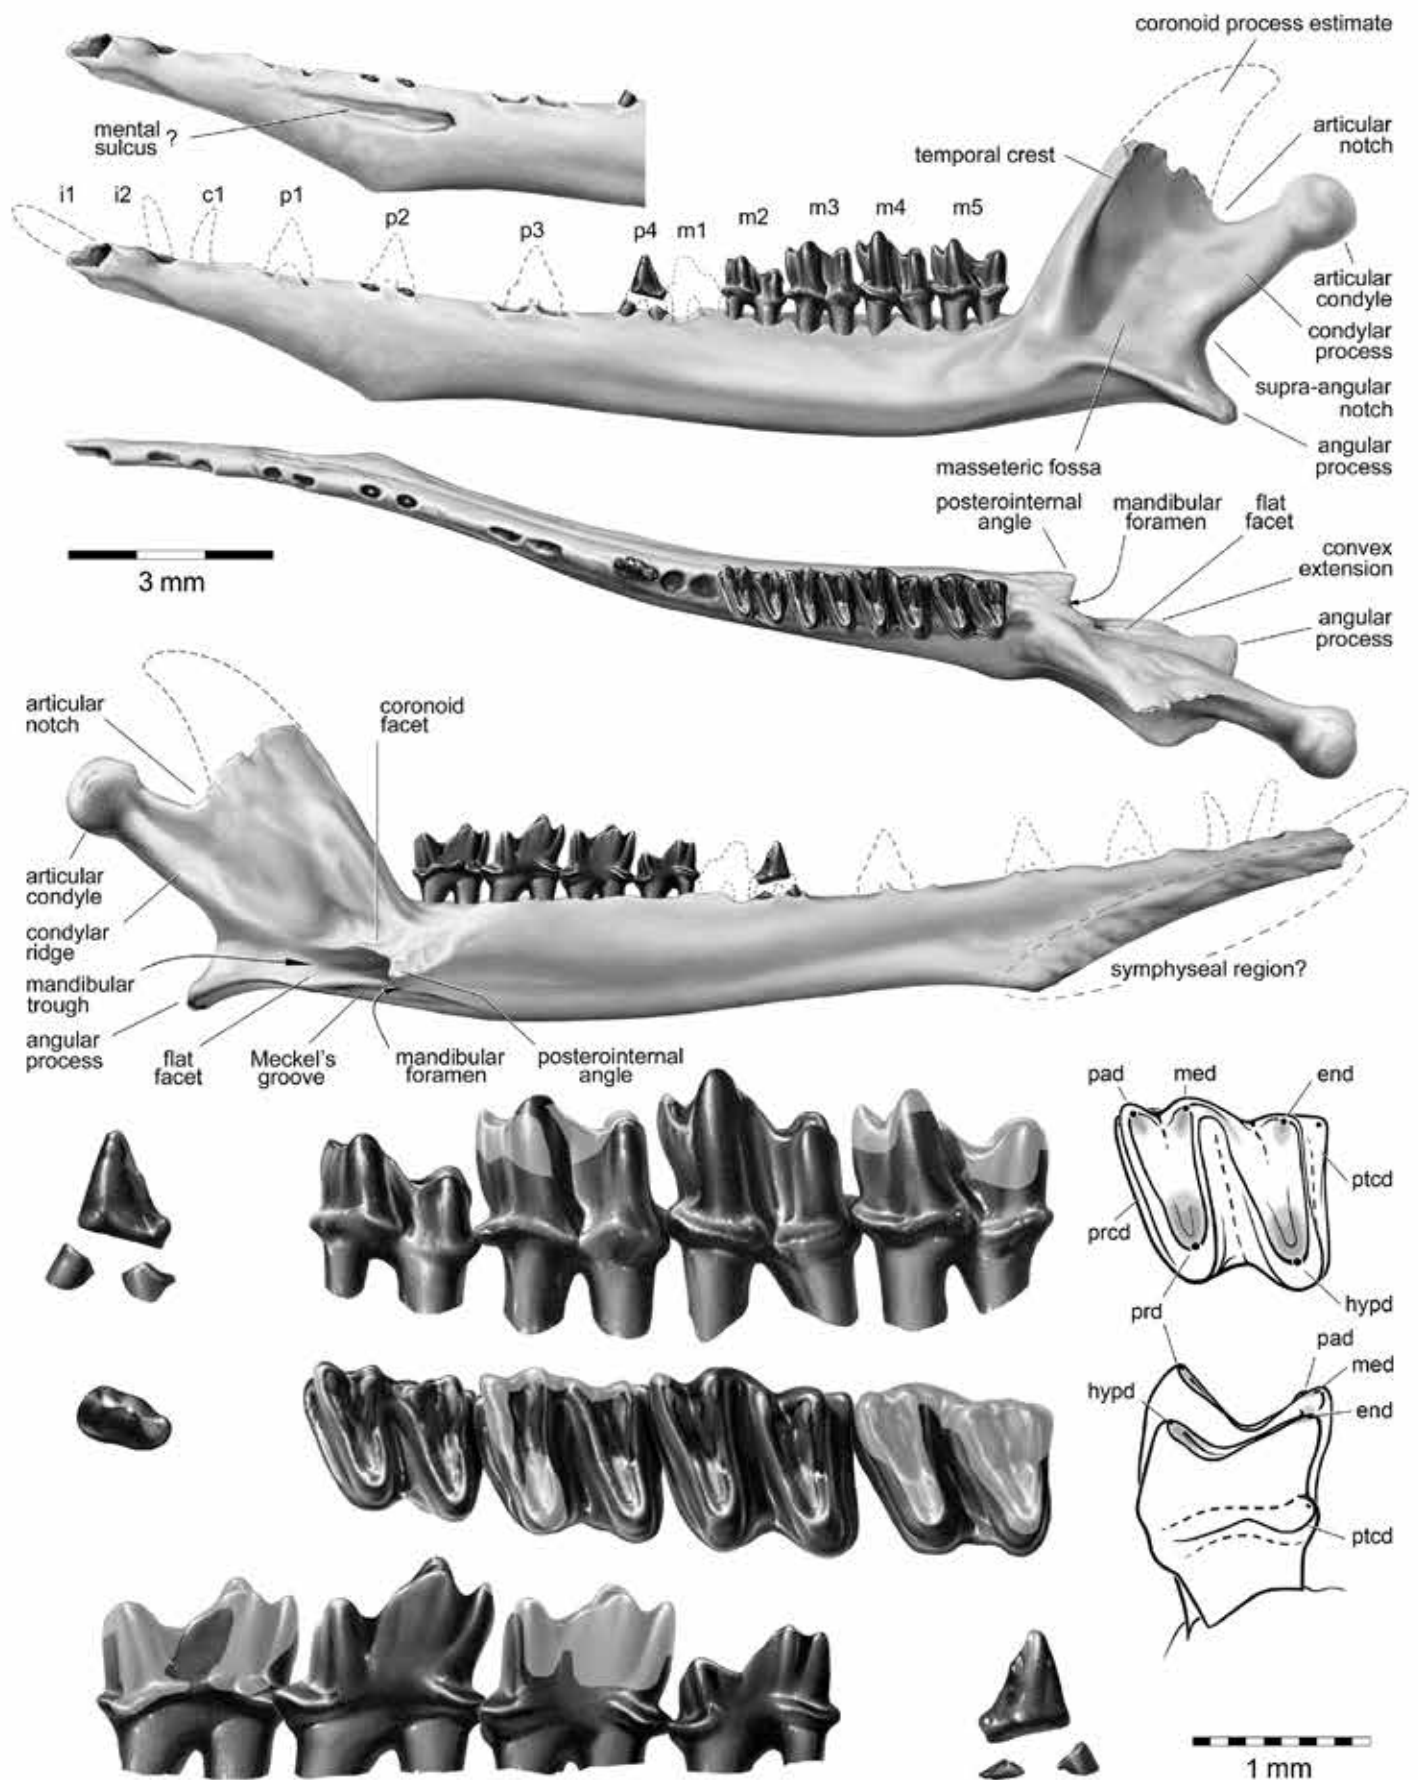 coronoid process estimate
articular
notch
mental
sulcus ?
temporal crest
i1 i2 c1 p1 p2 p3 p4 m1 m2 m3 m4 m5
articular
condyle
condylar
process
supra-angular
notch
angular
process
masseteric fossa
posterointernal
angle
mandibular
foramen
flat
facet
convex
extension
angular
process
3 mm
articular
notch
coronoid
facet
articular
condyle
condylar
ridge
mandibular
trough
angular
process
flat
facet
Meckel's
groove
mandibular
foramen
posterointernal
angle
symphyseal region?
pad med end
ptcd
prcd
hypd
prd
pad
med
hypd
end
ptcd
1 mm